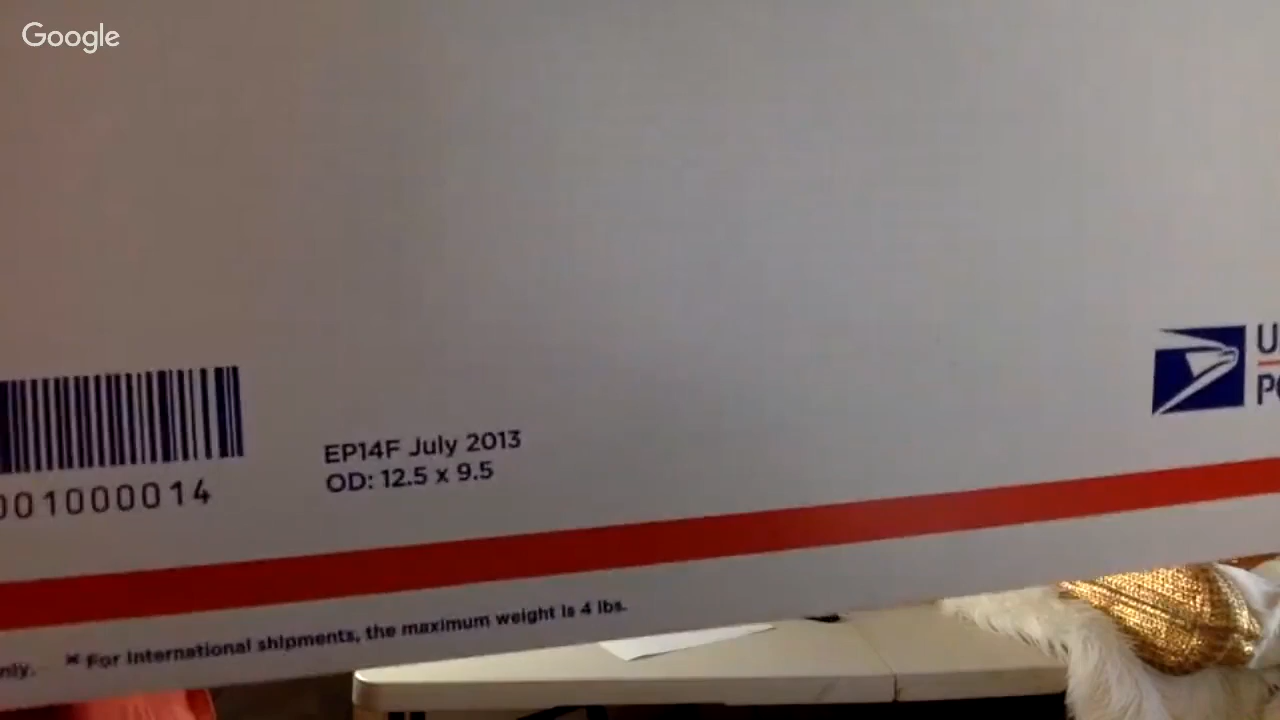 Google
U
P
EP14F July 2013
OD: 12.5 x 9.5
001000014
nly. * For International shipments, the maximum weight is 4 lbs.